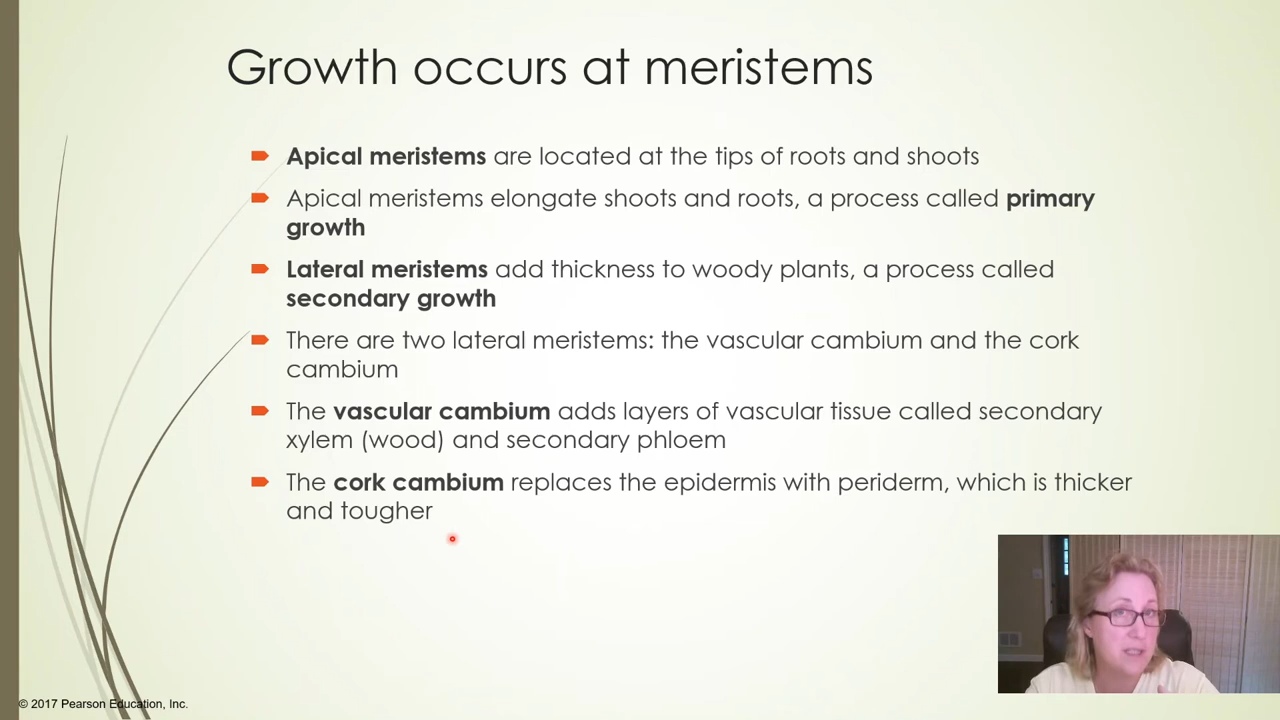 Growth occurs at meristems
Apical meristems are located at the tips of roots and shoots
Apical meristems elongate shoots and roots, a process called primary
growth
Lateral meristems add thickness to woody plants, a process called
secondary growth
There are two lateral meristems: the vascular cambium and the cork
cambium
The vascular cambium adds layers of vascular tissue called secondary
xylem (wood) and secondary phloem
The cork cambium replaces the epidermis with periderm, which is thicker
and tougher
© 2017 Pearson Education, Inc.